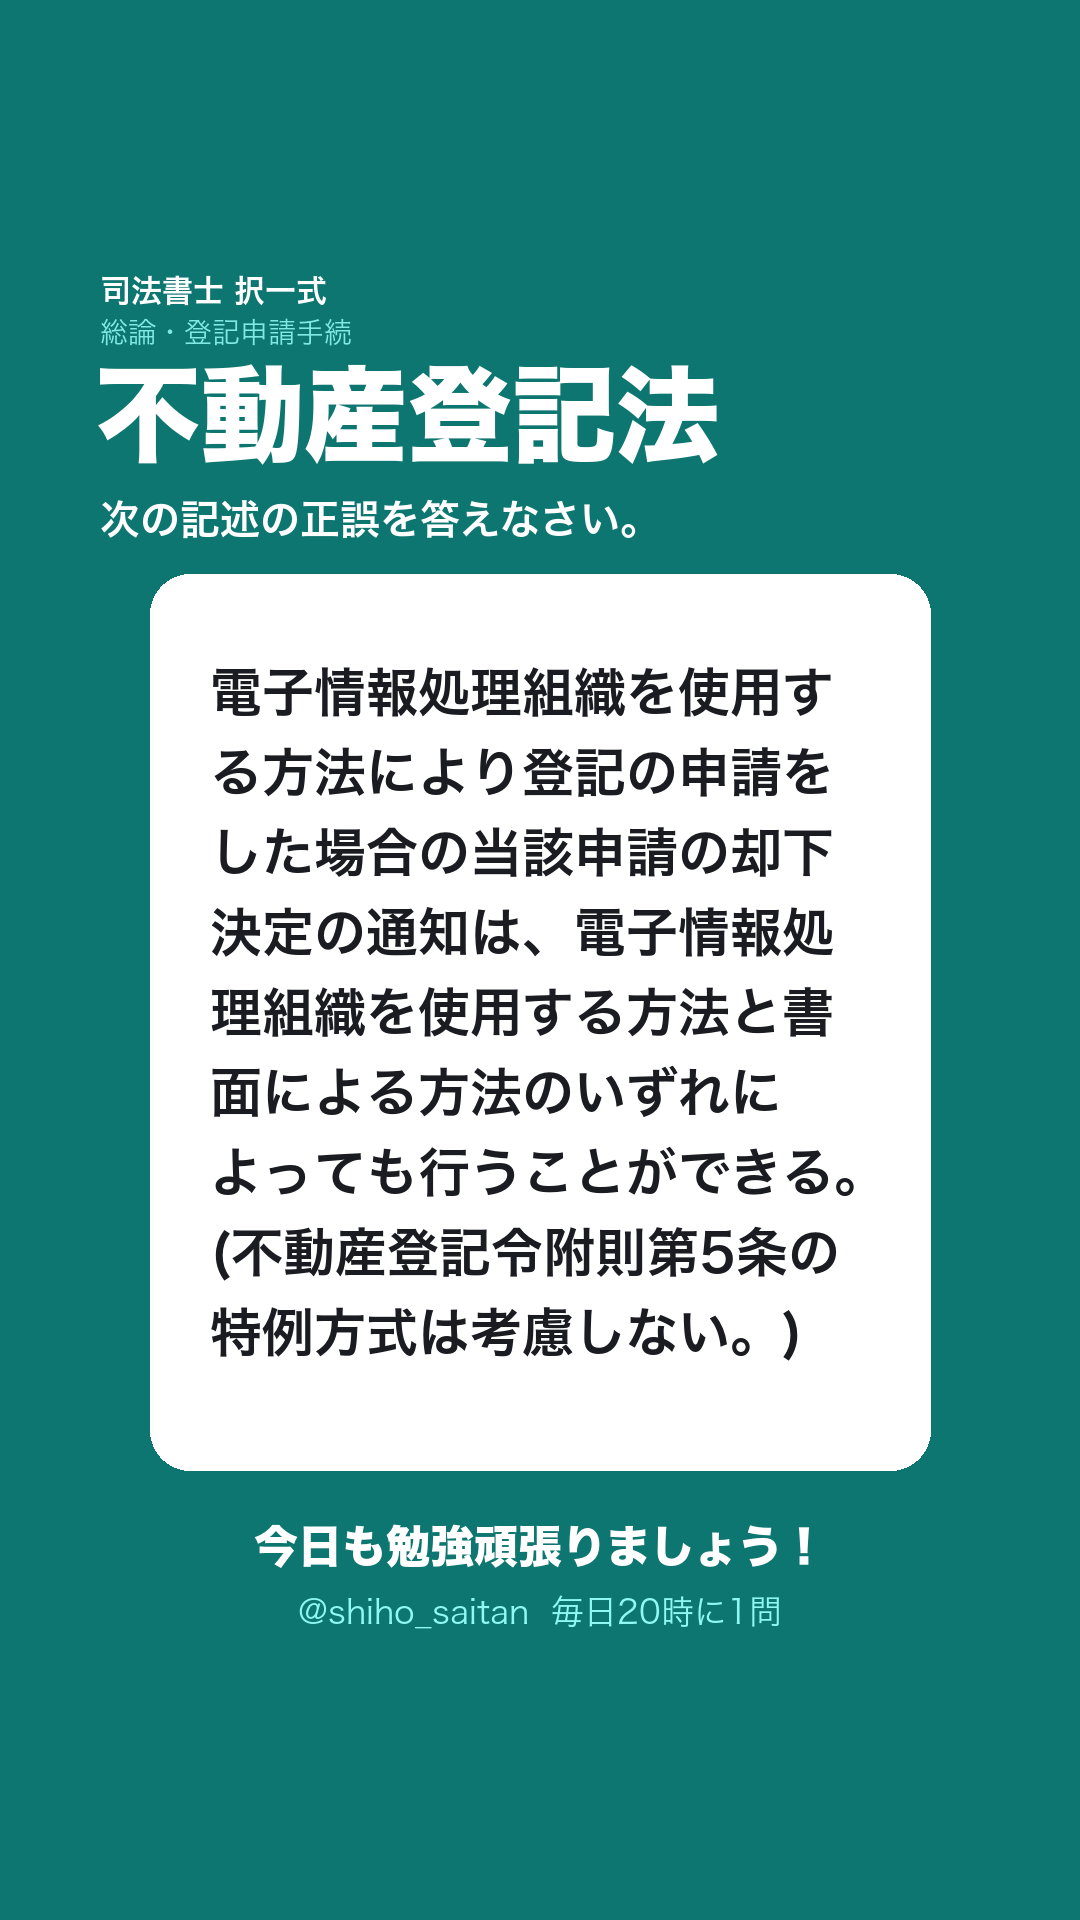 司法書士 択一式
総論・登記申請手続
不動産登記法
次の記述の正誤を答えなさい。
電子情報処理組織を使用す
る方法により登記の申請を
した場合の当該申請の却下
決定の通知は、電子情報処
理組織を使用する方法と書
面による方法のいずれに
よっても行うことができる。
(不動産登記令附則第5条の
特例方式は考慮しない。)
今日も勉強頑張りましょう！
@shiho_saitan 毎日20時に1問